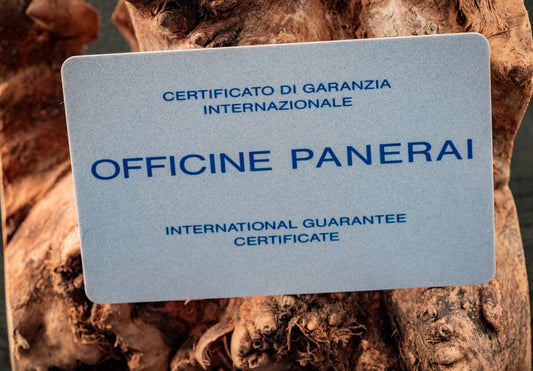 CERTIFICATO DI GARANZIA
INTERNAZIONALE
OFFICINE PANERAI
INTERNATIONAL GUARANTEE
CERTIFICATE